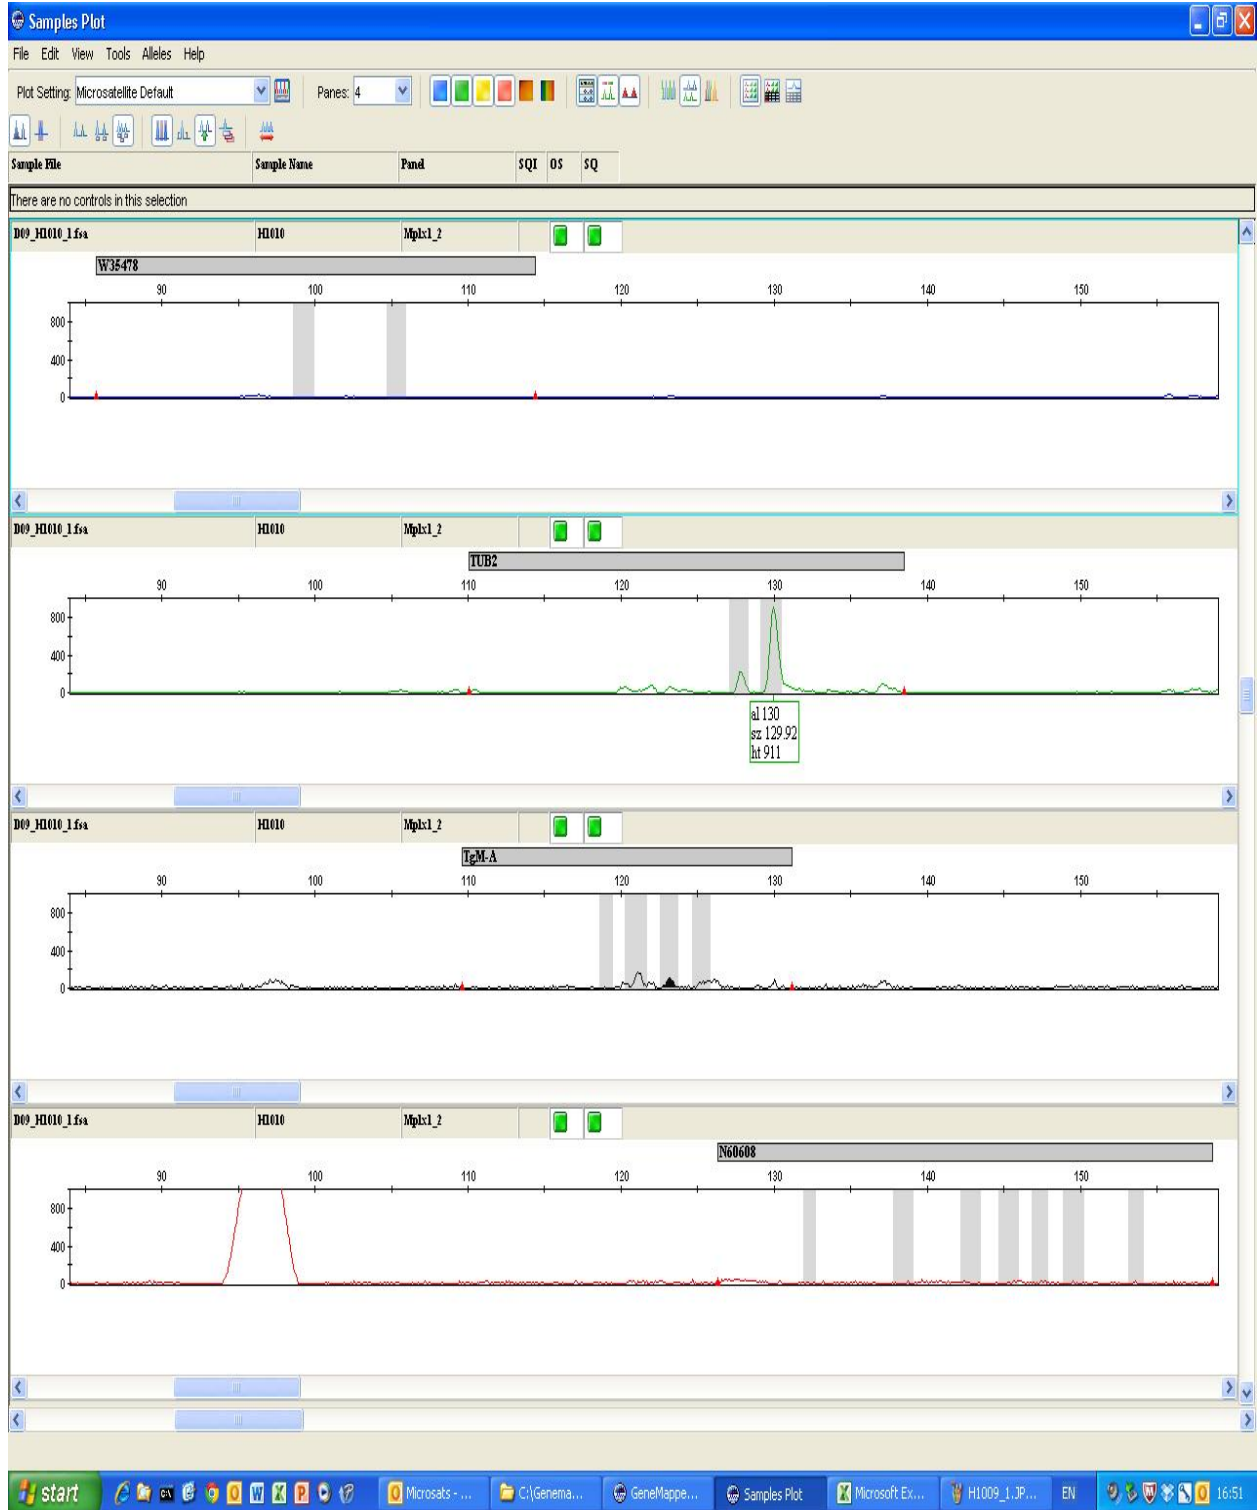 Samples Plot
File Edit View Tools Alleles Help
Plot Setting: Microsatellite Default Panes: 4
Sample File Sample Name Panel SQI OS SQ
There are no controls in this selection
D09_H1010_1.fsa H1010 Mplx1_2
W35478
90 100 110 120 130 140 150
800
400
0
D09_H1010_1.fsa H1010 Mplx1_2
TUB2
90 100 110 120 130 140 150
800
400
0
al 130
sz 129.92
ht 911
D09_H1010_1.fsa H1010 Mplx1_2
TgM-A
90 100 110 120 130 140 150
800
400
0
D09_H1010_1.fsa H1010 Mplx1_2
N60608
90 100 110 120 130 140 150
800
400
0
start Microsats - ... C:\Genema... GeneMappe... Samples Plot Microsoft Ex... H1009_1.JP... EN 16:51